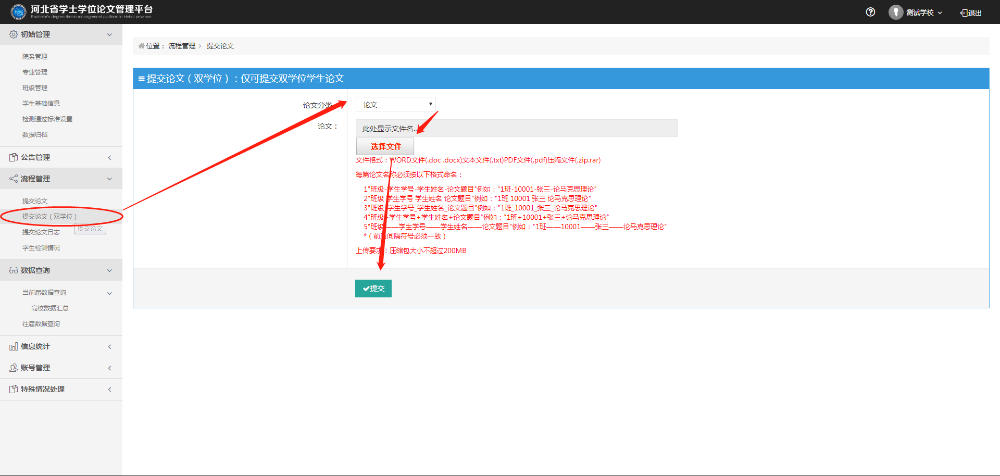 河北省学士学位论文管理平台
Bachelor's degree thesis management platform in Hebei province
测试学校
退出
初始管理
院系管理
专业管理
班级管理
学生基础信息
检测通过标准设置
数据归档
公告管理
流程管理
提交论文
提交论文（双学位）
提交论文
提交论文日志
学生检测情况
数据查询
当前届数据查询
高校数据汇总
往届数据查询
信息统计
账号管理
特殊情况处理
位置： 流程管理 > 提交论文
提交论文（双学位）：仅可提交双学位学生论文
论文分类
论文
论文：
此处显示文件名..
选择文件
文件格式：WORD文件(.doc .docx)文本文件(.txt)PDF文件(.pdf)压缩文件(.zip.rar)
每篇论文名称必须按以下格式命名：
1"班级-学生学号-学生姓名-论文题目"例如："1班-10001-张三-论马克思理论"
2"班级 学生学号 学生姓名 论文题目"例如："1班 10001 张三 论马克思理论"
3"班级_学生学号_学生姓名_论文题目"例如："1班_10001_张三_论马克思理论"
4"班级+学生学号+学生姓名+论文题目"例如："1班+10001+张三+论马克思理论"
5"班级——学生学号——学生姓名——论文题目"例如："1班——10001——张三——论马克思理论"
*（前后间隔符号必须一致）
上传要求：压缩包大小不超过200MB
提交